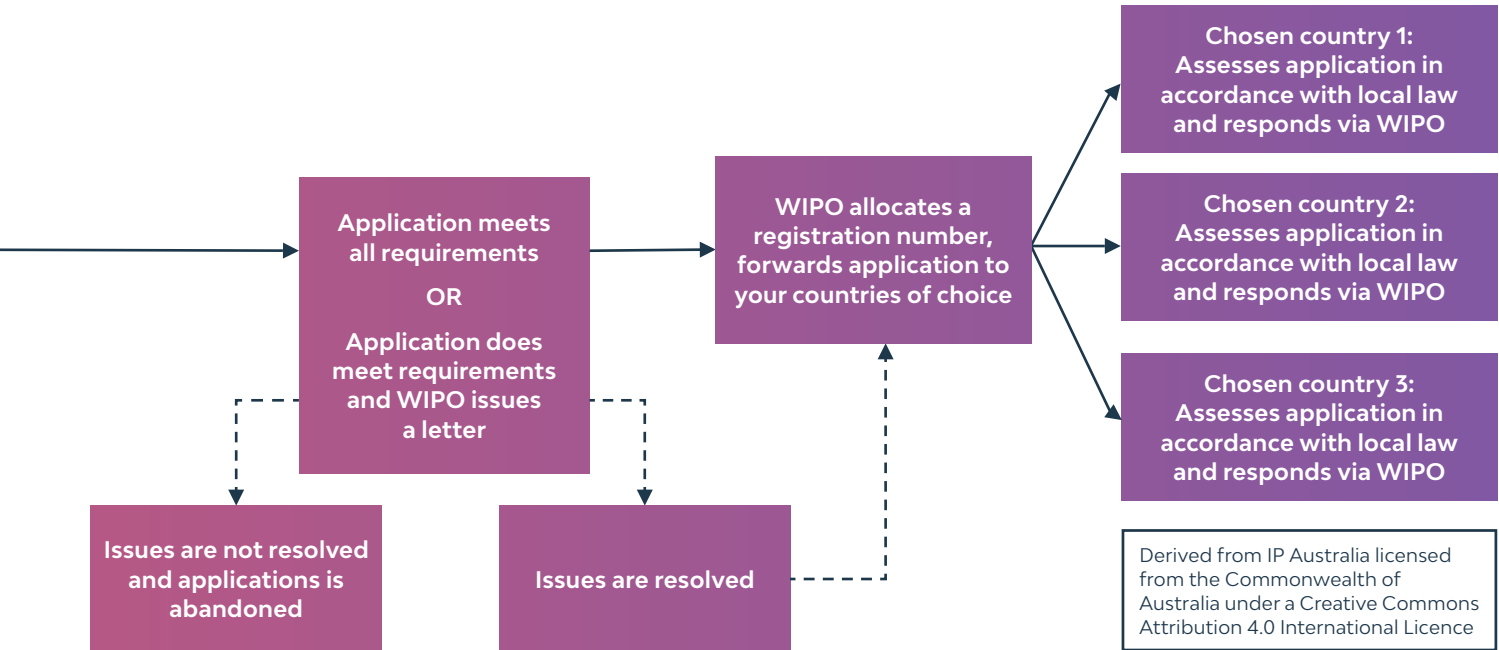 Application meets
all requirements
OR
Application does
meet requirements
and WIPO issues
a letter
Issues are not resolved
and applications is
abandoned
Issues are resolved
WIPO allocates a
registration number,
forwards application to
your countries of choice
Chosen country 1:
Assesses application in
accordance with local law
and responds via WIPO
Chosen country 2:
Assesses application in
accordance with local law
and responds via WIPO
Chosen country 3:
Assesses application in
accordance with local law
and responds via WIPO
Derived from IP Australia licensed
from the Commonwealth of
Australia under a Creative Commons
Attribution 4.0 International Licence